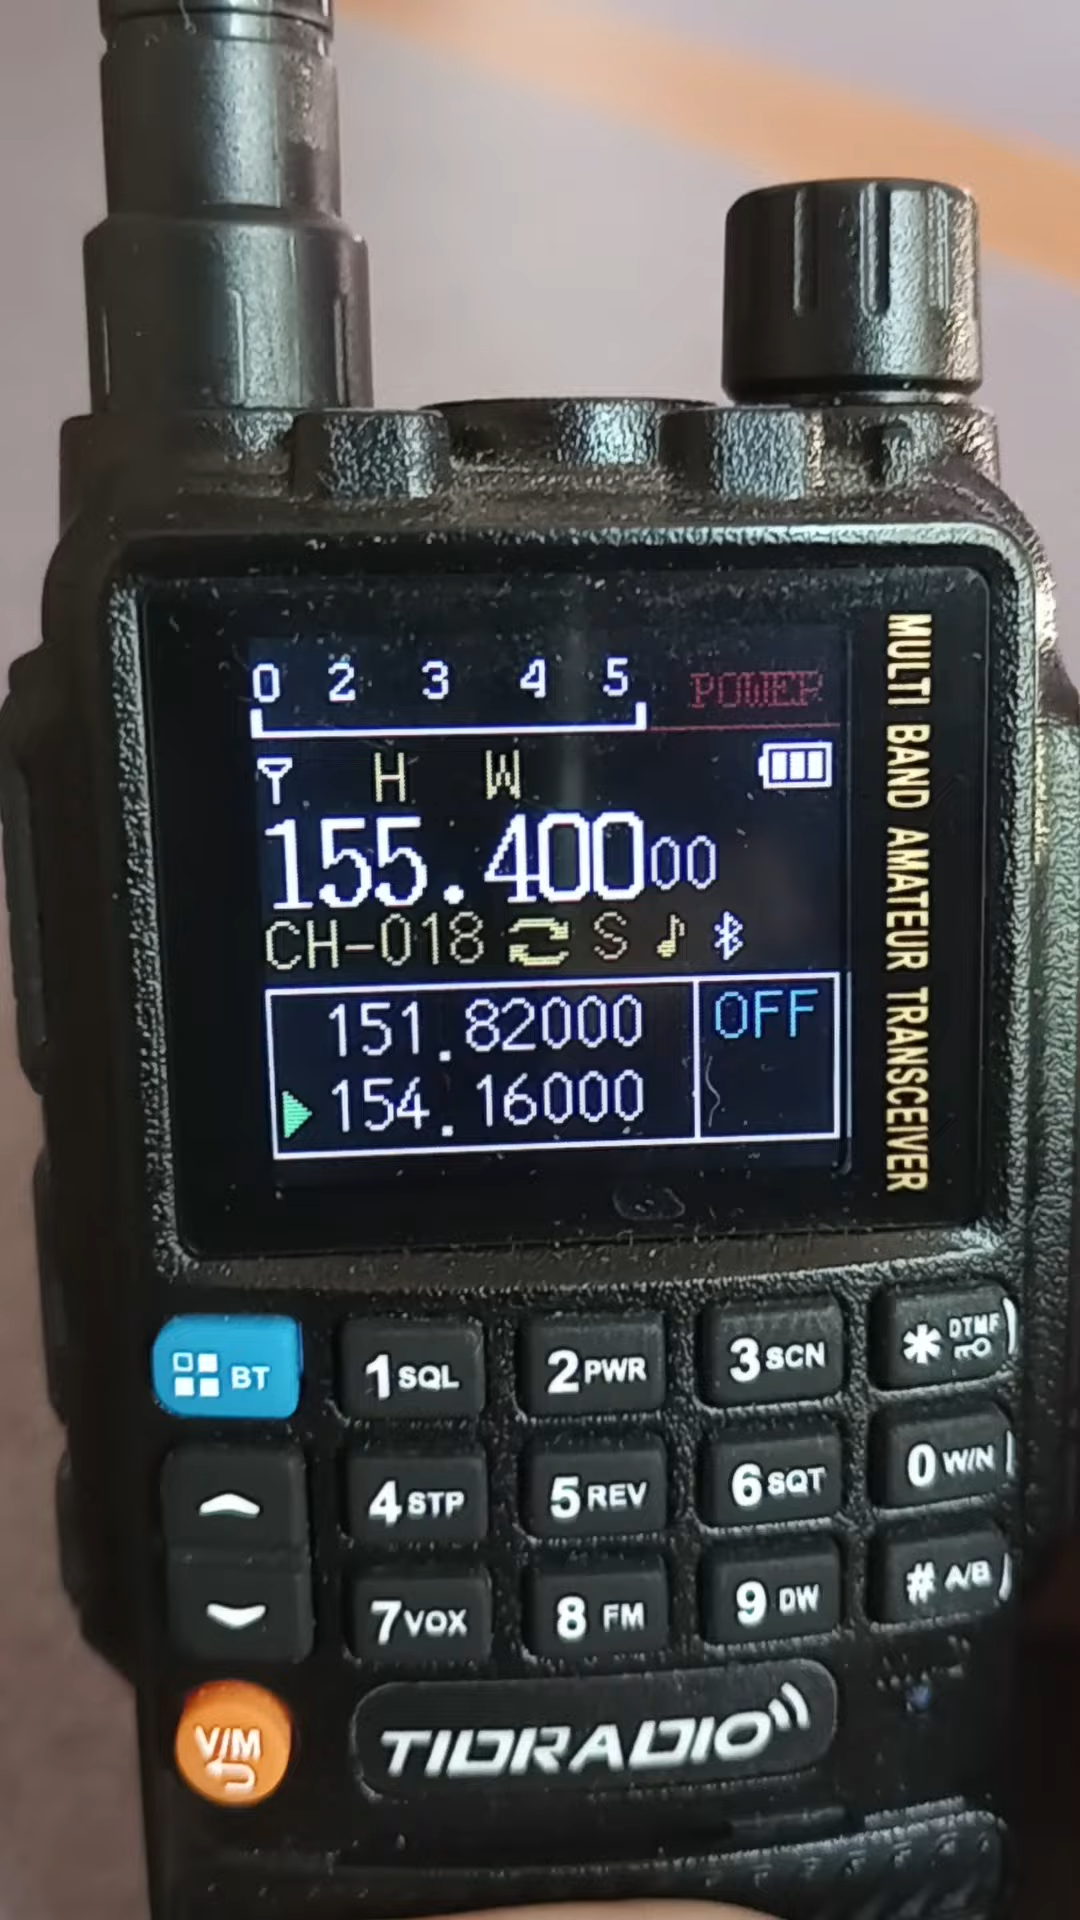 0 2 3 4 5 POWER
H W
155.40000
CH-018 S
151.82000 OFF
154.16000
MULTI BAND AMATEUR TRANSCEIVER
BT 1 SQL 2 PWR 3 SCN * DTMF
4 STP 5 REV 6 SQT 0 W/N
7 VOX 8 FM 9 DW # A/B
V/M TIDRADIO